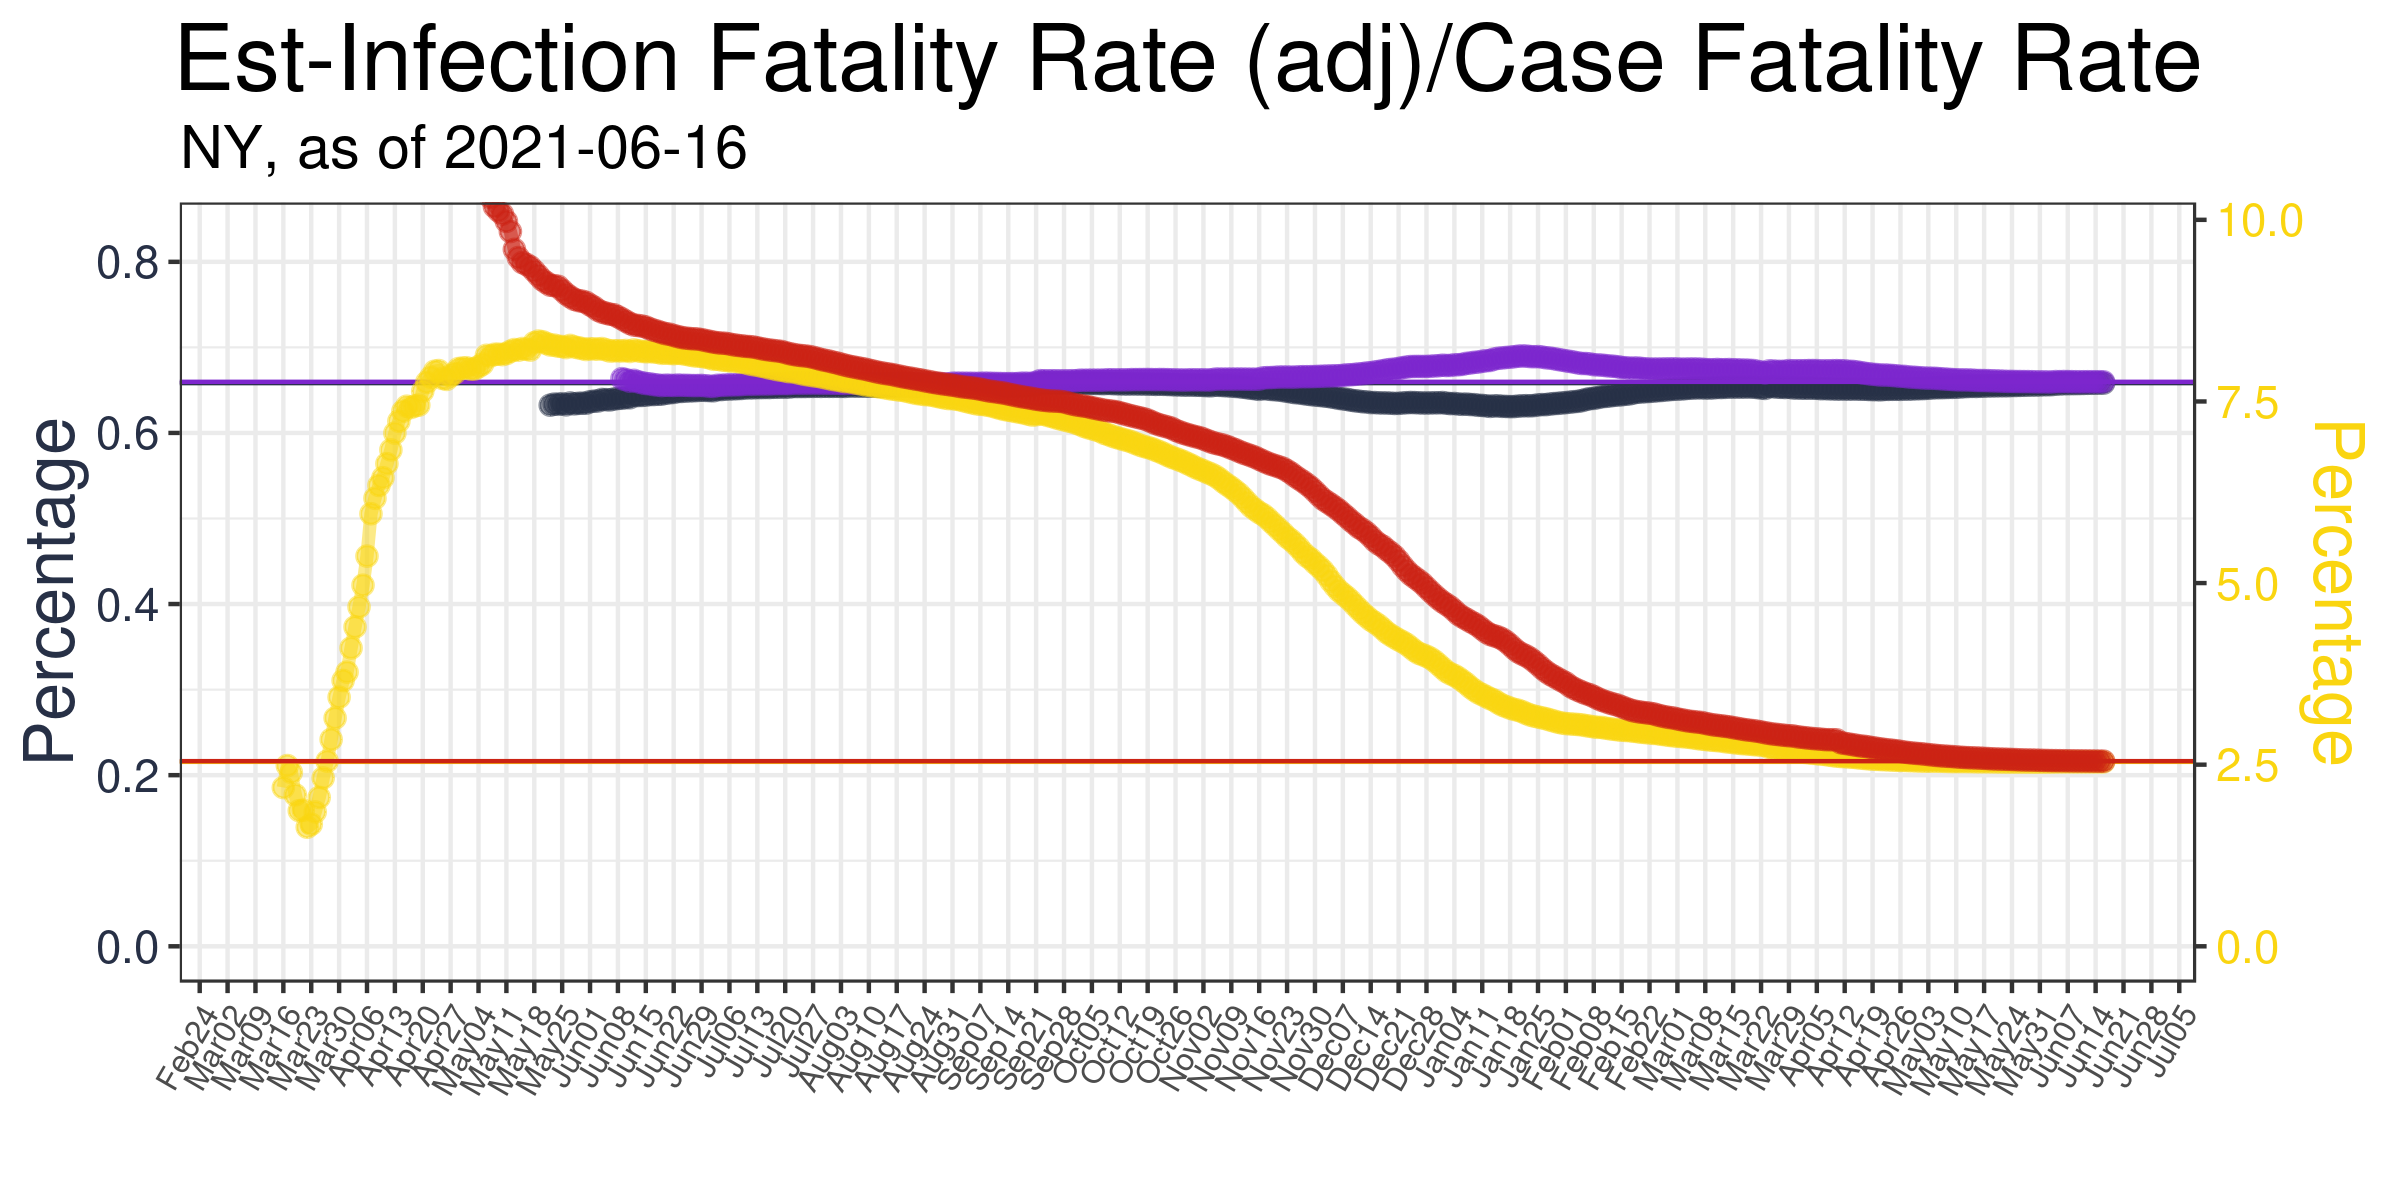 Est-Infection Fatality Rate (adj)/Case Fatality Rate
NY, as of 2021-06-16
Percentage
0.8
0.6
0.4
0.2
0.0
10.0
7.5
5.0
2.5
0.0
Percentage
Feb24
Mar02
Mar09
Mar16
Mar23
Mar30
Apr06
Apr13
Apr20
Apr27
May04
May11
May18
May25
Jun01
Jun08
Jun15
Jun22
Jun29
Jul06
Jul13
Jul20
Jul27
Aug03
Aug10
Aug17
Aug24
Aug31
Sep07
Sep14
Sep21
Sep28
Oct05
Oct12
Oct19
Oct26
Nov02
Nov09
Nov16
Nov23
Nov30
Dec07
Dec14
Dec21
Dec28
Jan04
Jan11
Jan18
Jan25
Feb01
Feb08
Feb15
Feb22
Mar01
Mar08
Mar15
Mar22
Mar29
Apr05
Apr12
Apr19
Apr26
May03
May10
May17
May24
May31
Jun07
Jun14
Jun21
Jun28
Jul05